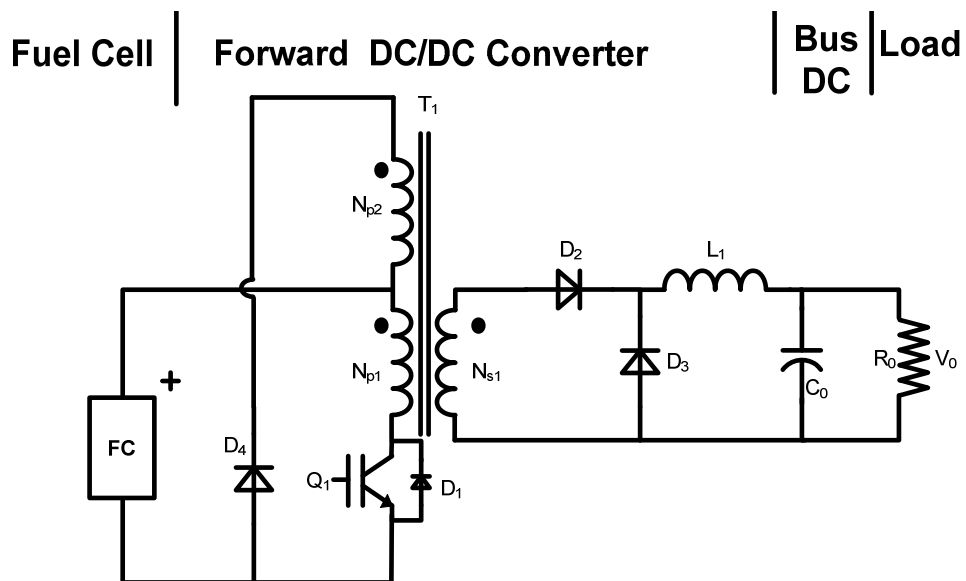 Fuel Cell
Forward DC/DC Converter
Bus
DC
Load
T₁
Nₚ₂
D₂
L₁
+
Nₚ₁
Nₛ₁
D₃
C₀
R₀
V₀
FC
D₄
Q₁
D₁